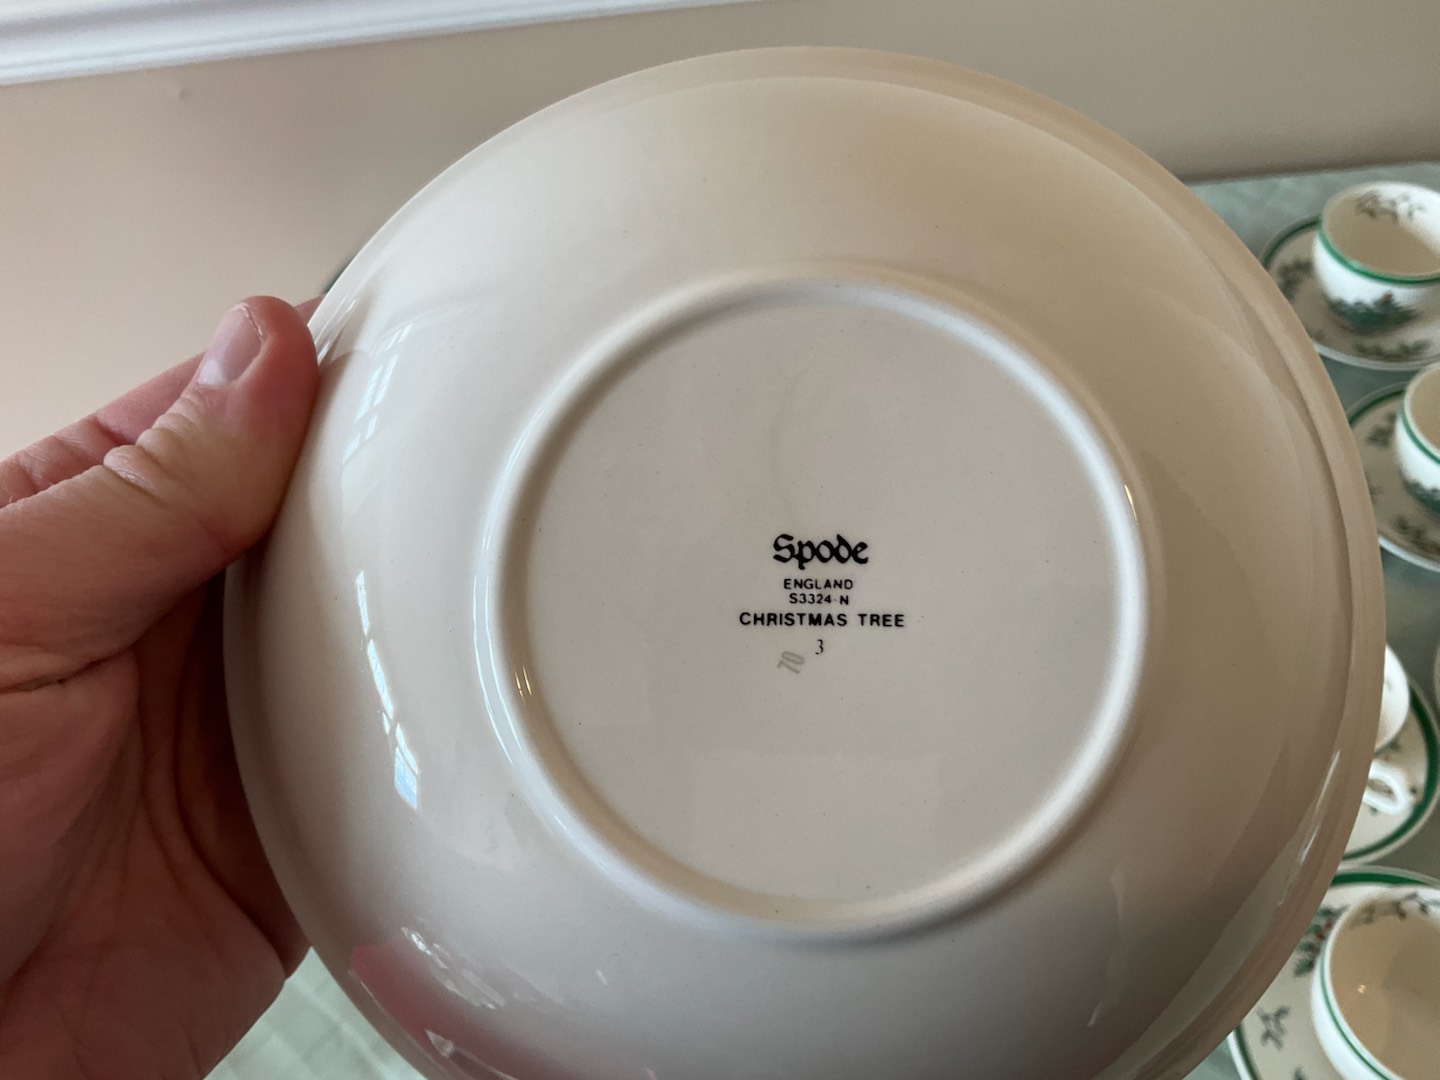 Spode
ENGLAND
S3324-N
CHRISTMAS TREE
3
70